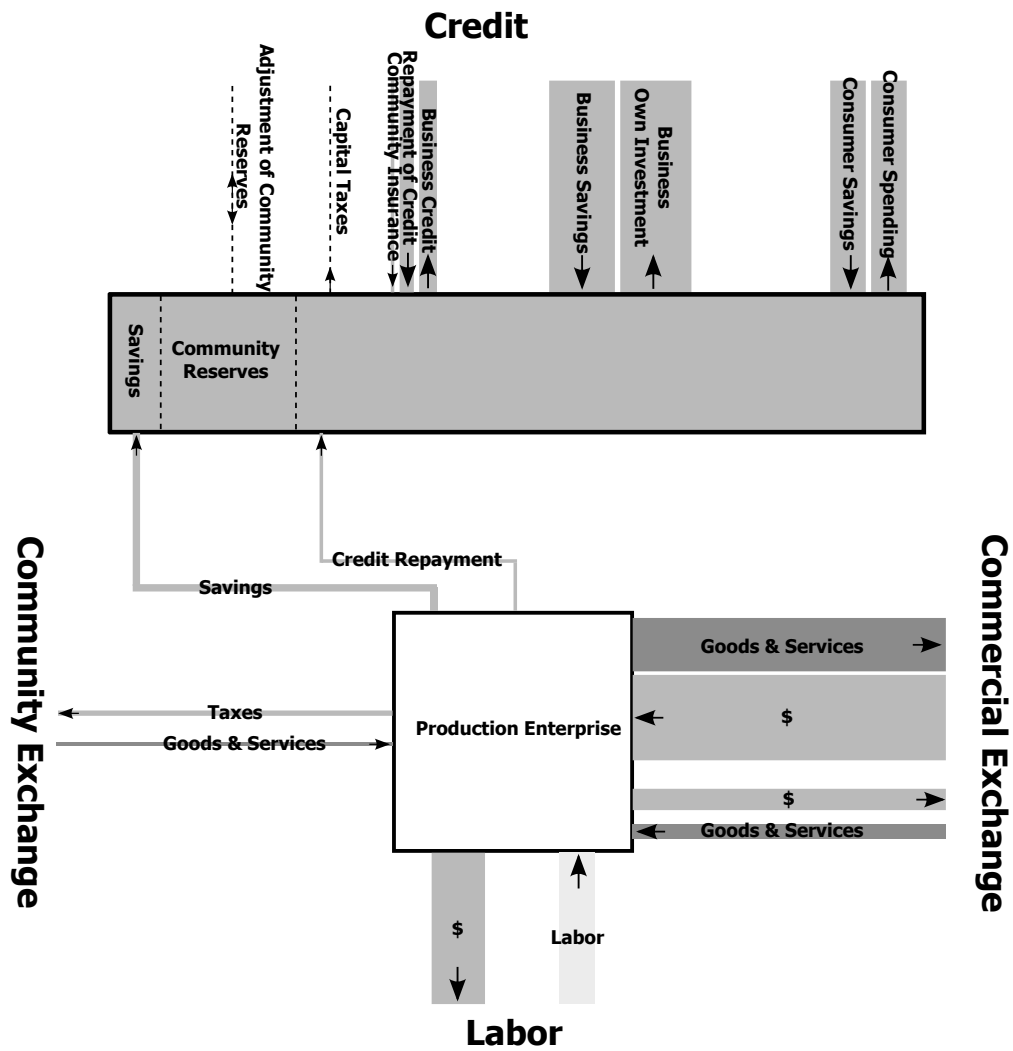 Credit
Adjustment of Community
Reserves
Capital Taxes
Community Insurance
Repayment of Credit
Business Credit
Business Savings
Business
Own Investment
Consumer Savings
Consumer Spending
Savings
Community
Reserves
Credit Repayment
Savings
Community Exchange
Commercial Exchange
Goods & Services
Taxes
$
Production Enterprise
Goods & Services
$
Goods & Services
$
Labor
Labor